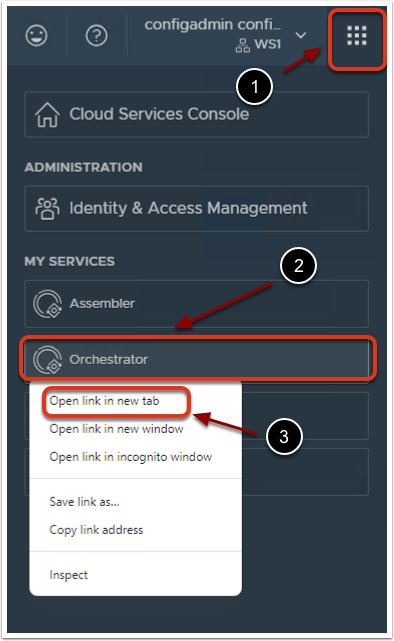 configadmin confi...
WS1
1
Cloud Services Console
ADMINISTRATION
Identity & Access Management
MY SERVICES
2
Assembler
Orchestrator
Open link in new tab
Open link in new window
3
Open link in incognito window
Save link as...
Copy link address
Inspect